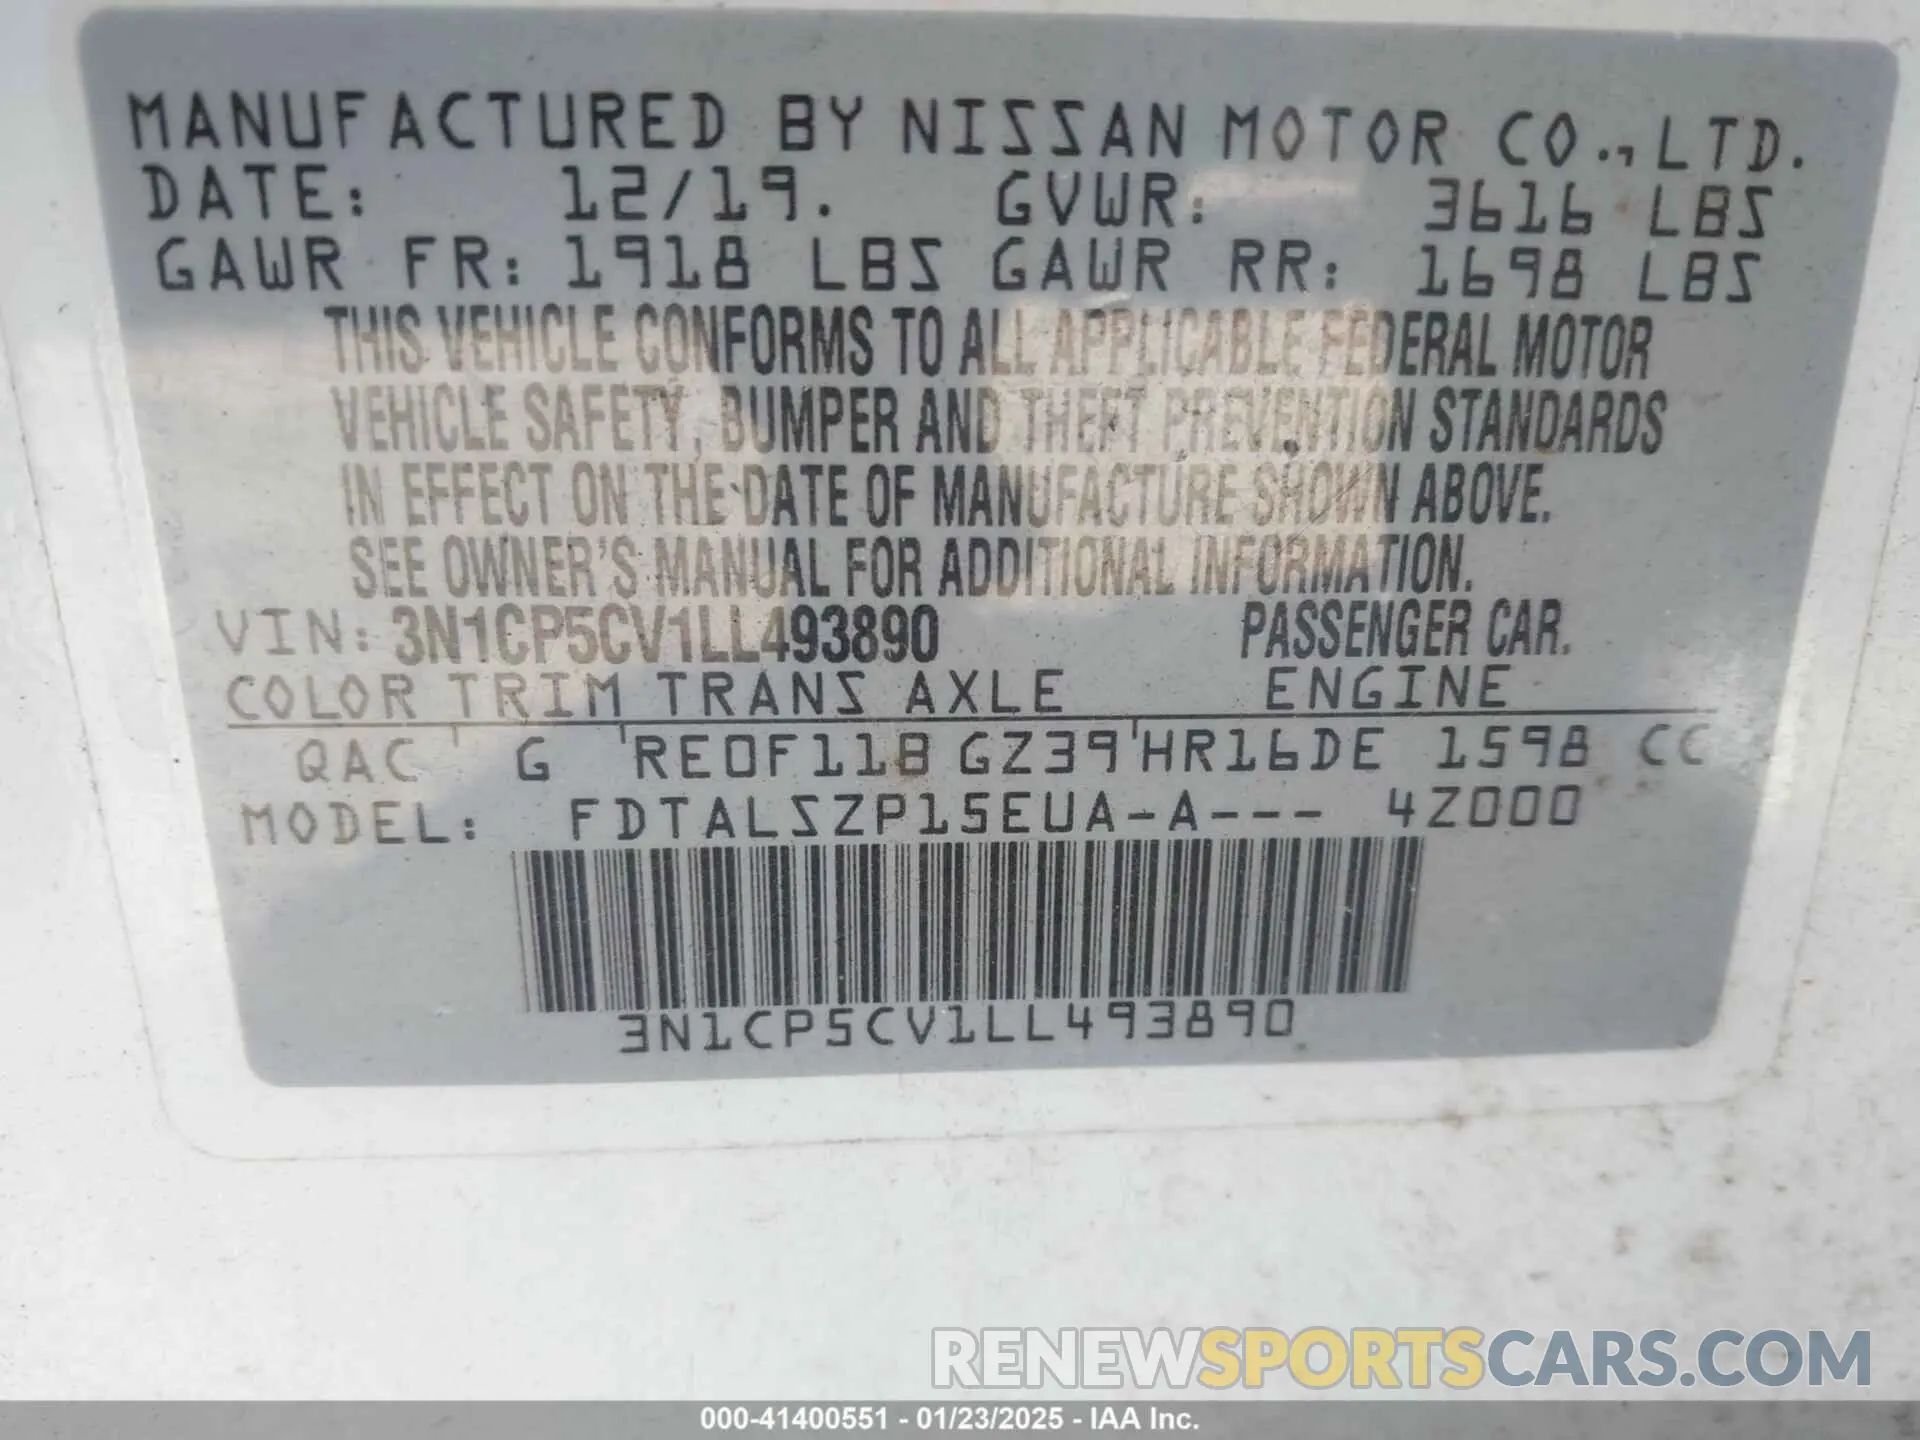 MANUFACTURED BY NISSAN MOTOR CO., LTD.
DATE: 12/19. GVWR: 3616 LBS
GAWR FR: 1918 LBS GAWR RR: 1698 LBS
THIS VEHICLE CONFORMS TO ALL APPLICABLE FEDERAL MOTOR
VEHICLE SAFETY, BUMPER AND THEFT PREVENTION STANDARDS
IN EFFECT ON THE DATE OF MANUFACTURE SHOWN ABOVE.
SEE OWNER'S MANUAL FOR ADDITIONAL INFORMATION.
VIN: 3N1CP5CV1LL493890 PASSENGER CAR.
COLOR TRIM TRANS AXLE ENGINE
QAC G RE0F11B GZ39 HR16DE 1598 CC
MODEL: FDTALSZP15EUA-A--- 4Z000
3N1CP5CV1LL493890
RENEWSPORTSCARS.COM
000-41400551 - 01/23/2025 - IAA Inc.